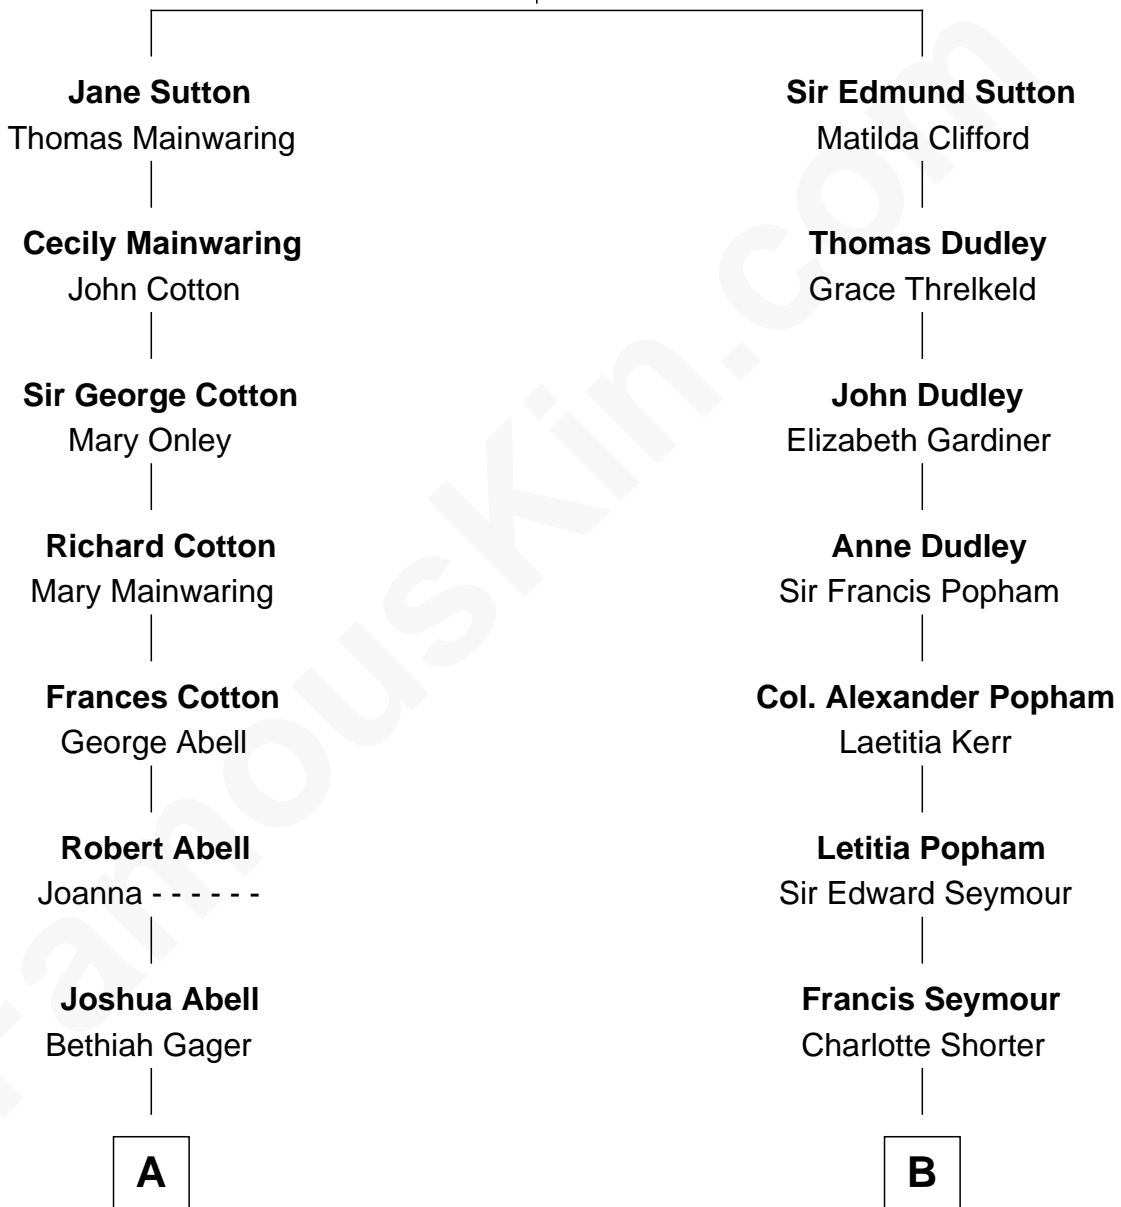 Jane Sutton
Thomas Mainwaring
Cecily Mainwaring
John Cotton
Sir George Cotton
Mary Onley
Richard Cotton
Mary Mainwaring
Frances Cotton
George Abell
Robert Abell
Joanna - - - - - -
Joshua Abell
Bethiah Gager
A
Sir Edmund Sutton
Matilda Clifford
Thomas Dudley
Grace Threlkeld
John Dudley
Elizabeth Gardiner
Anne Dudley
Sir Francis Popham
Col. Alexander Popham
Laetitia Kerr
Letitia Popham
Sir Edward Seymour
Francis Seymour
Charlotte Shorter
B
FamousKin.com